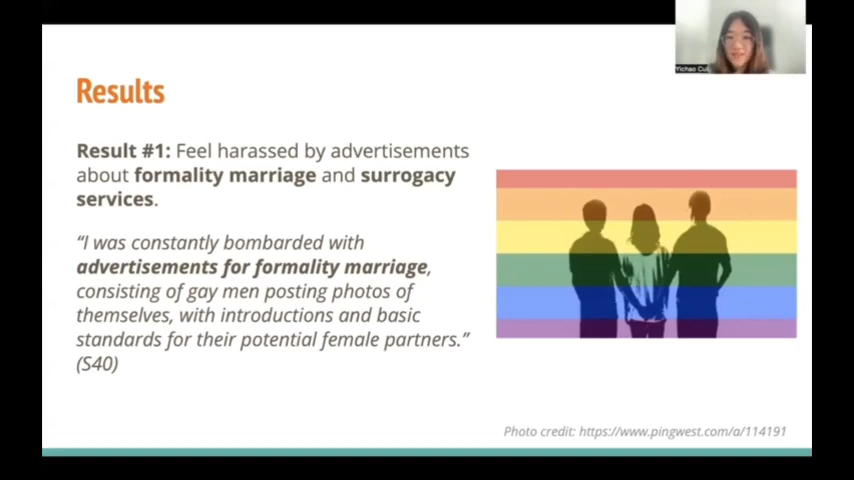 Yichao Cui
Results
Result #1: Feel harassed by advertisements
about formality marriage and surrogacy
services.
“I was constantly bombarded with
advertisements for formality marriage,
consisting of gay men posting photos of
themselves, with introductions and basic
standards for their potential female partners.”
(S40)
Photo credit: https://www.pingwest.com/a/114191